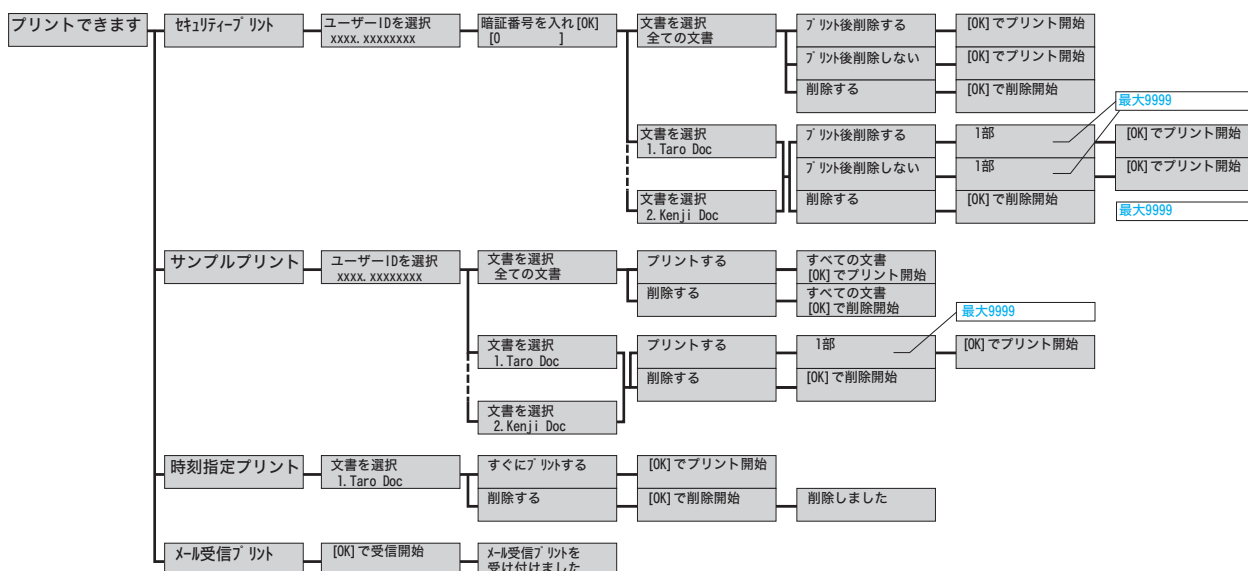 プリントできます
セキュリティープリント
ユーザーIDを選択
xxxx. xxxxxxxx
暗証番号を入れ[OK]
[0          ]
文書を選択
全ての文書
プリント後削除する
[OK]でプリント開始
プリント後削除しない
[OK]でプリント開始
削除する
[OK]で削除開始
最大9999
文書を選択
1.Taro Doc
プリント後削除する
1部
[OK]でプリント開始
プリント後削除しない
1部
[OK]でプリント開始
文書を選択
2.Kenji Doc
削除する
[OK]で削除開始
最大9999
サンプルプリント
ユーザーIDを選択
xxxx. xxxxxxxx
文書を選択
全ての文書
プリントする
すべての文書
[OK]でプリント開始
削除する
すべての文書
[OK]で削除開始
最大9999
文書を選択
1.Taro Doc
プリントする
1部
[OK]でプリント開始
削除する
[OK]で削除開始
文書を選択
2.Kenji Doc
時刻指定プリント
文書を選択
1.Taro Doc
すぐにプリントする
[OK]でプリント開始
削除する
[OK]で削除開始
削除しました
メール受信プリント
[OK]で受信開始
メール受信プリントを
受け付けました